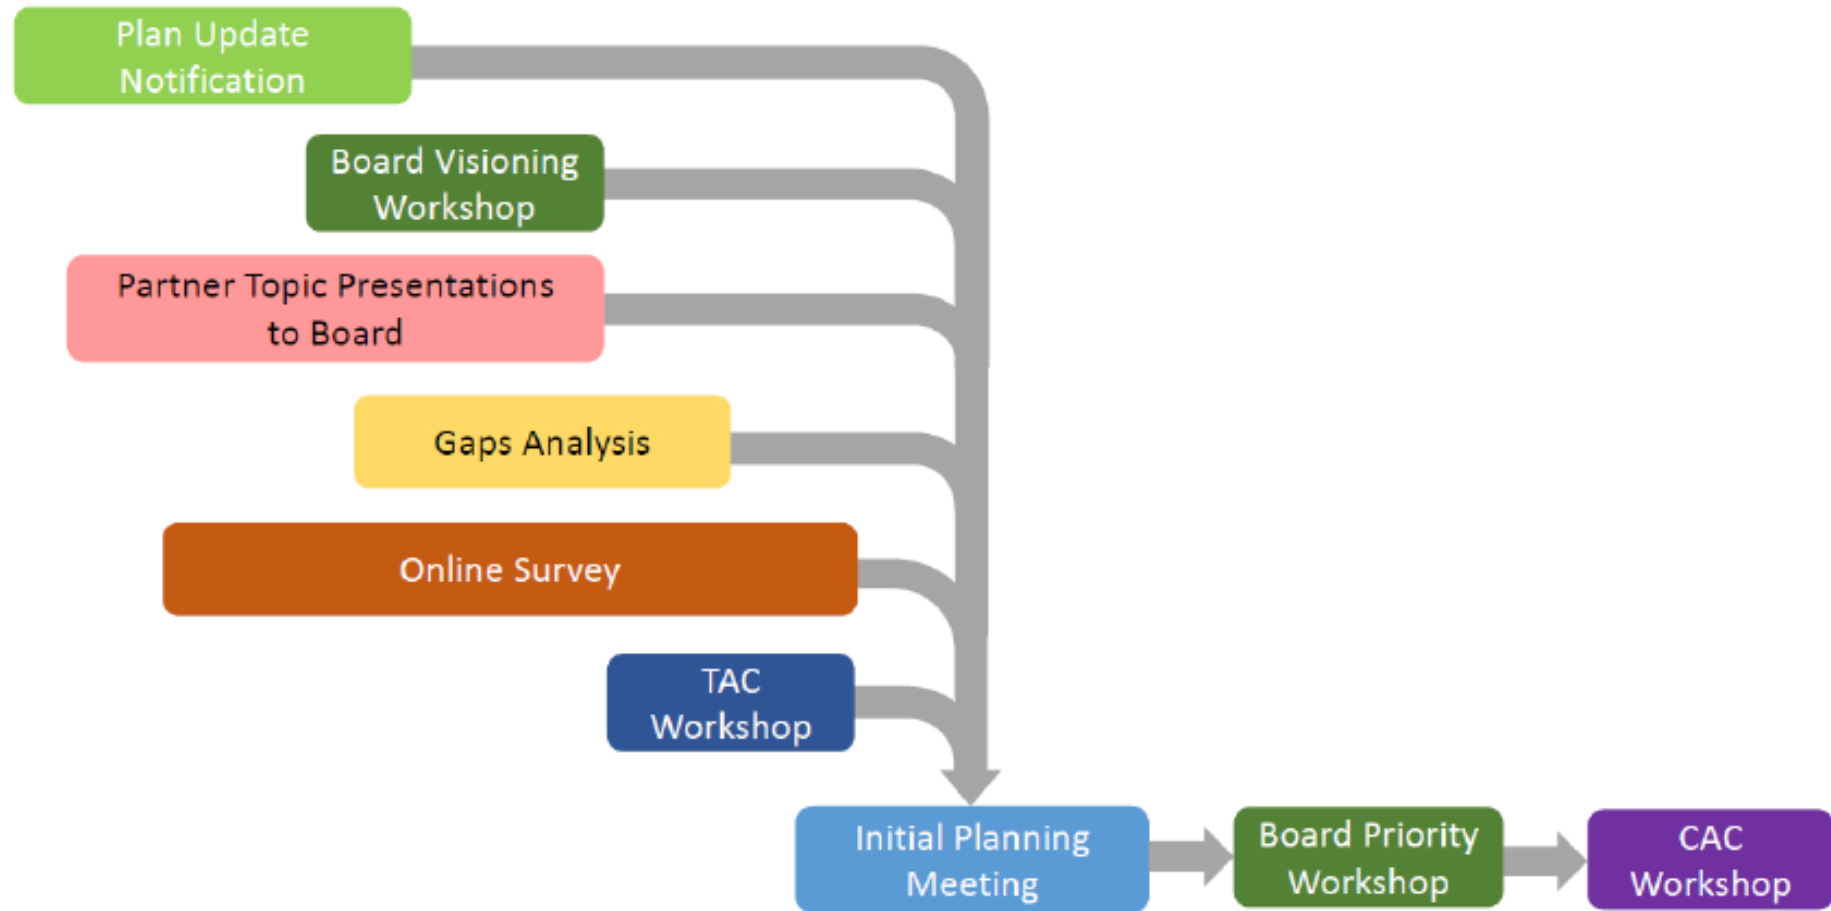 Plan Update
Notification
Board Visioning
Workshop
Partner Topic Presentations
to Board
Gaps Analysis
Online Survey
TAC
Workshop
Initial Planning
Meeting
Board Priority
Workshop
CAC
Workshop